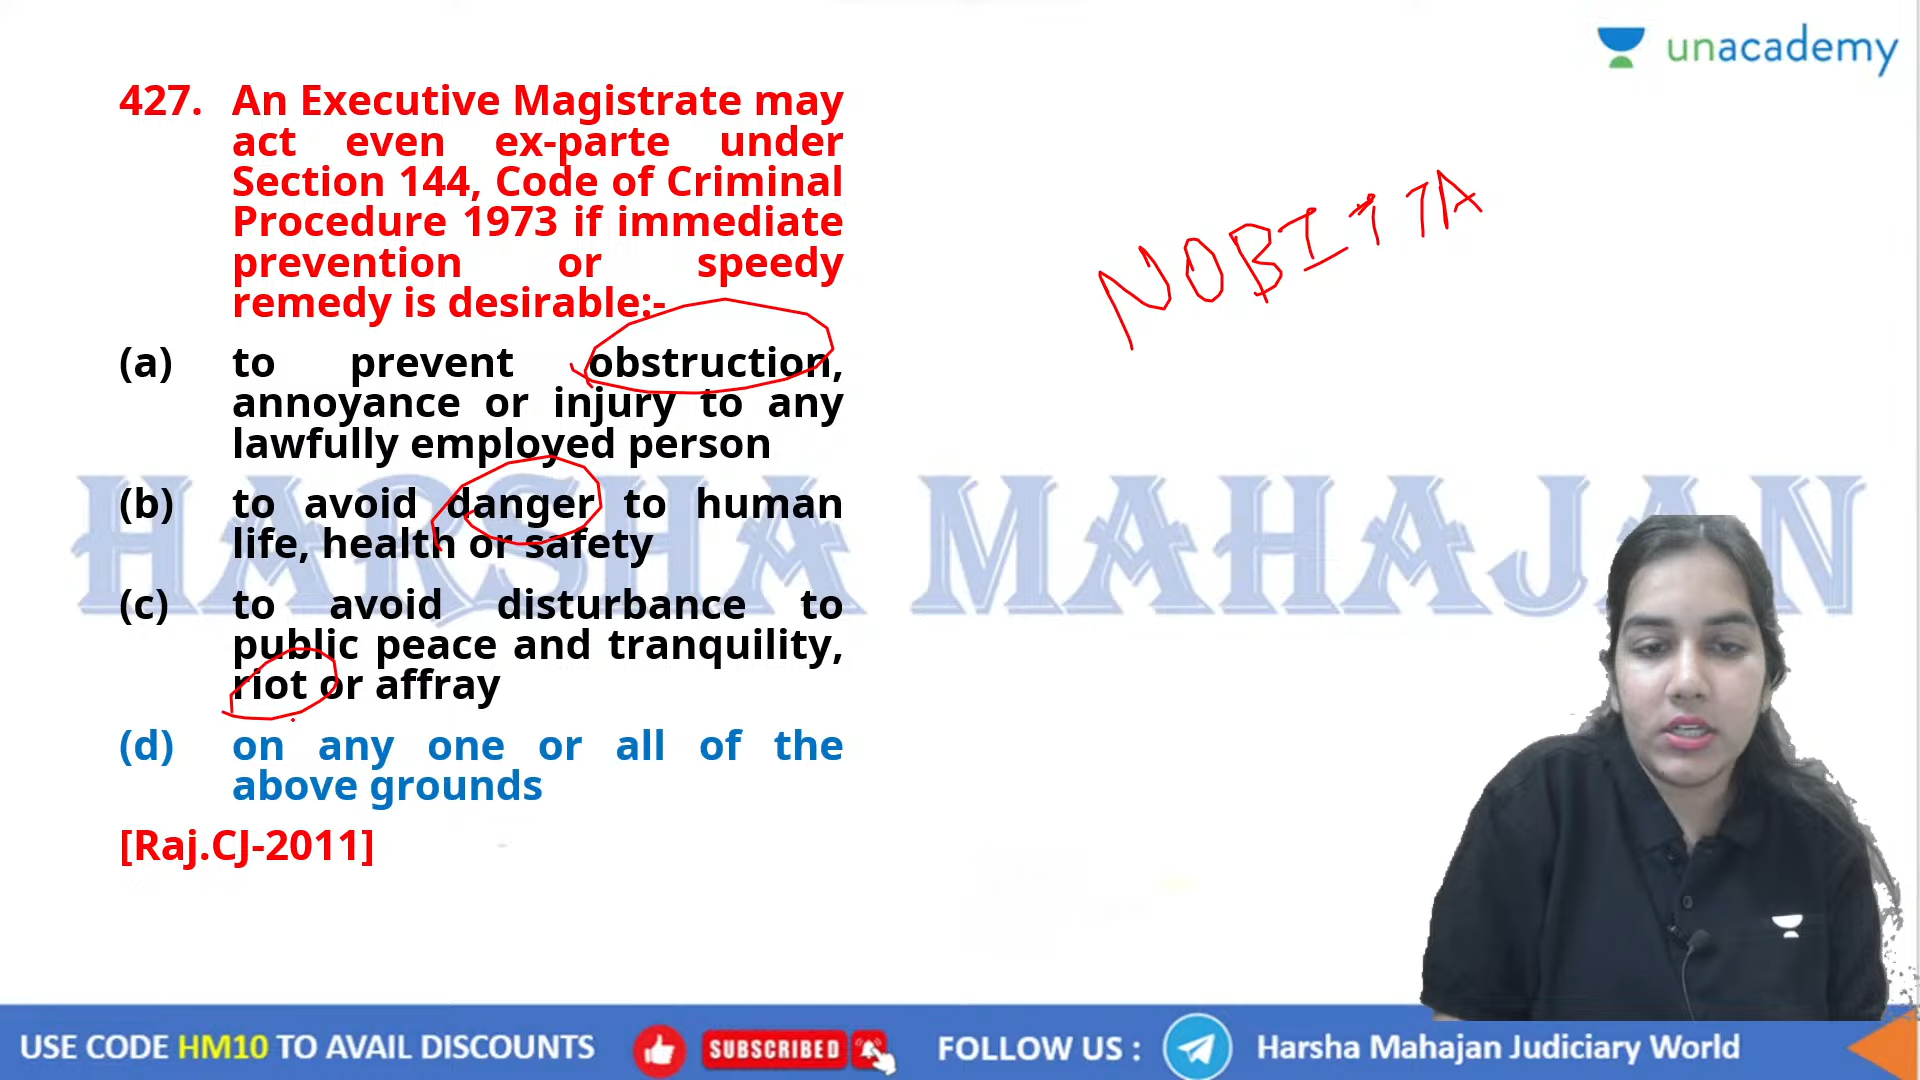 unacademy
427. An Executive Magistrate may
act even ex-parte under
Section 144, Code of Criminal
Procedure 1973 if immediate
prevention or speedy
remedy is desirable:-
(a) to prevent obstruction,
annoyance or injury to any
lawfully employed person
(b) to avoid danger to human
life, health or safety
(c) to avoid disturbance to
public peace and tranquility,
riot or affray
(d) on any one or all of the
above grounds
[Raj.CJ-2011]
NOBITTA
HARSHA MAHAJAN
USE CODE HM10 TO AVAIL DISCOUNTS
SUBSCRIBED
FOLLOW US :
Harsha Mahajan Judiciary World